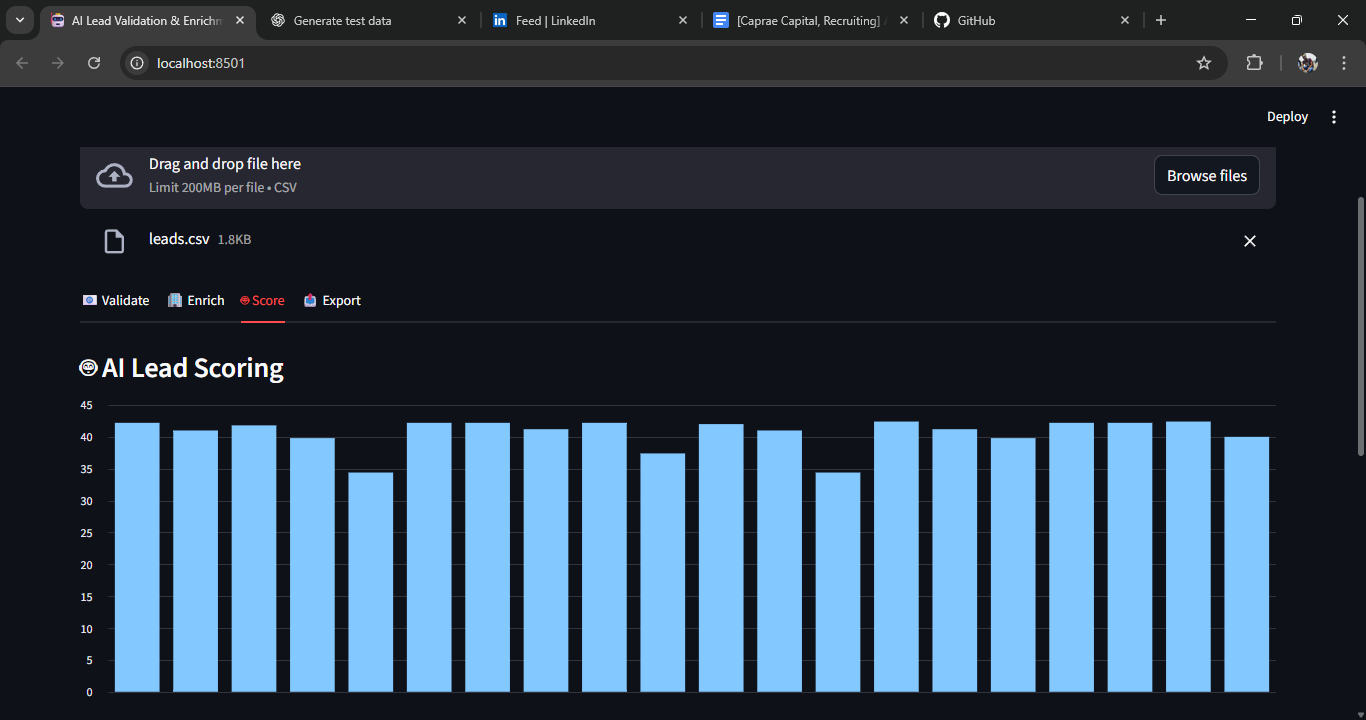 AI Lead Validation & Enrichm
Generate test data
Feed | LinkedIn
[Caprae Capital, Recruiting]
GitHub
localhost:8501
Deploy
Drag and drop file here
Limit 200MB per file • CSV
Browse files
leads.csv 1.8KB
Validate
Enrich
Score
Export
AI Lead Scoring
45
40
35
30
25
20
15
10
5
0